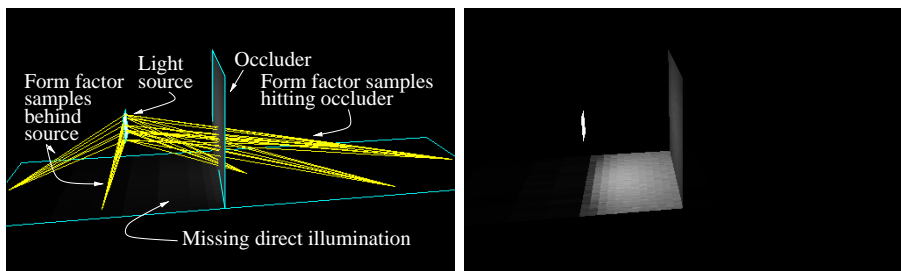 Form factor
samples
behind
source
Light
source
Occluder
Form factor samples
hitting occluder
Missing direct illumination